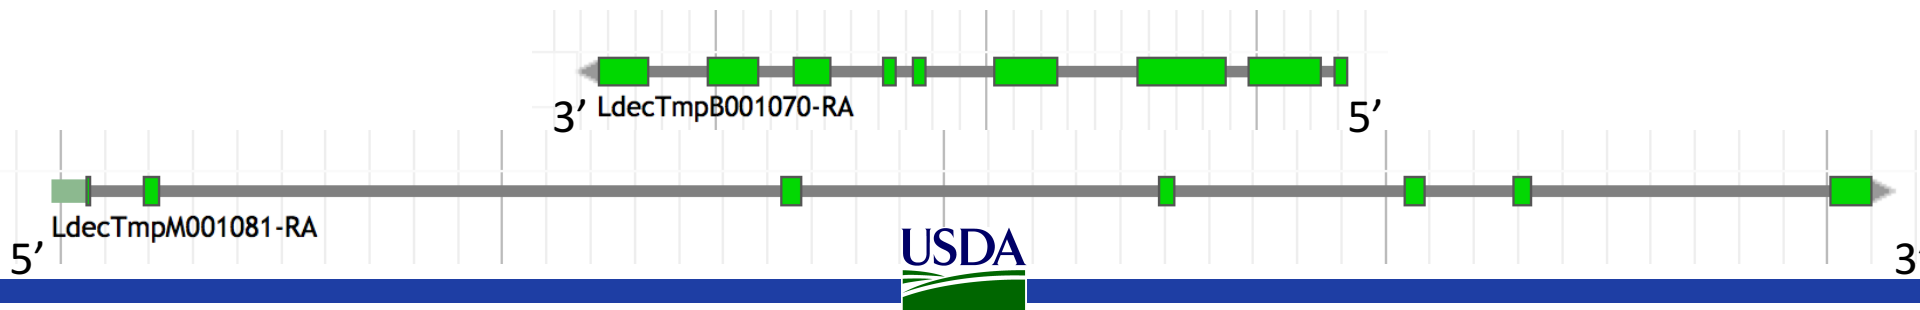 3’ LdecTmpB001070-RA 5’
LdecTmpM001081-RA
5’ 3’
USDA